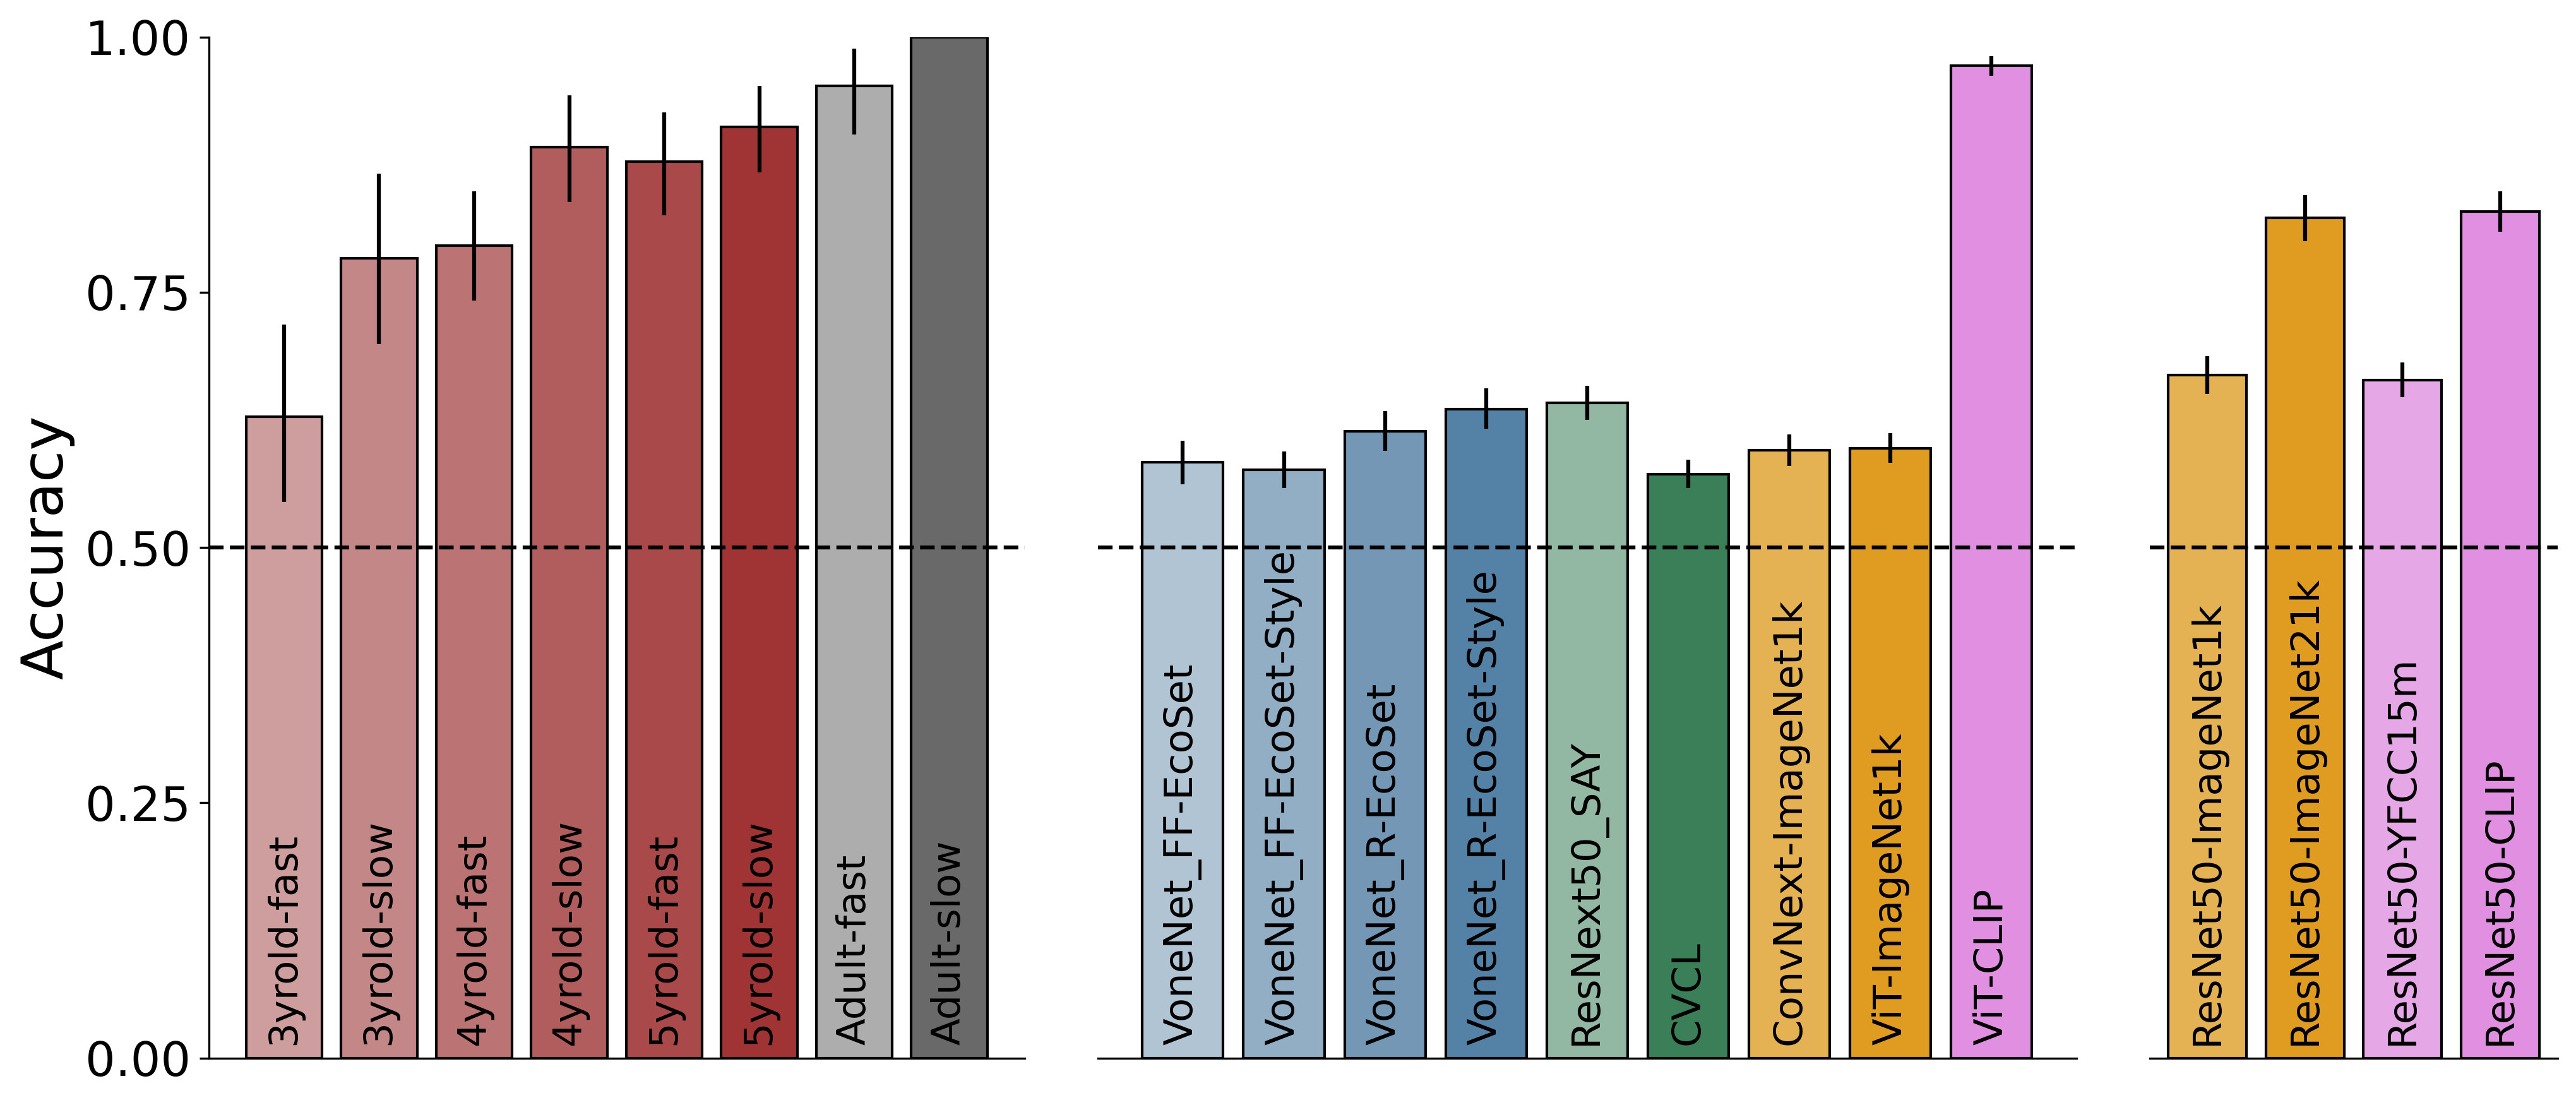 Accuracy
1.00
0.75
0.50
0.25
0.00
3yrold-fast
3yrold-slow
4yrold-fast
4yrold-slow
5yrold-fast
5yrold-slow
Adult-fast
Adult-slow
VoneNet_FF-EcoSet
VoneNet_FF-EcoSet-Style
VoneNet_R-EcoSet
VoneNet_R-EcoSet-Style
ResNext50_SAY
CVCL
ConvNext-ImageNet1k
ViT-ImageNet1k
ViT-CLIP
ResNet50-ImageNet1k
ResNet50-ImageNet21k
ResNet50-YFCC15m
ResNet50-CLIP